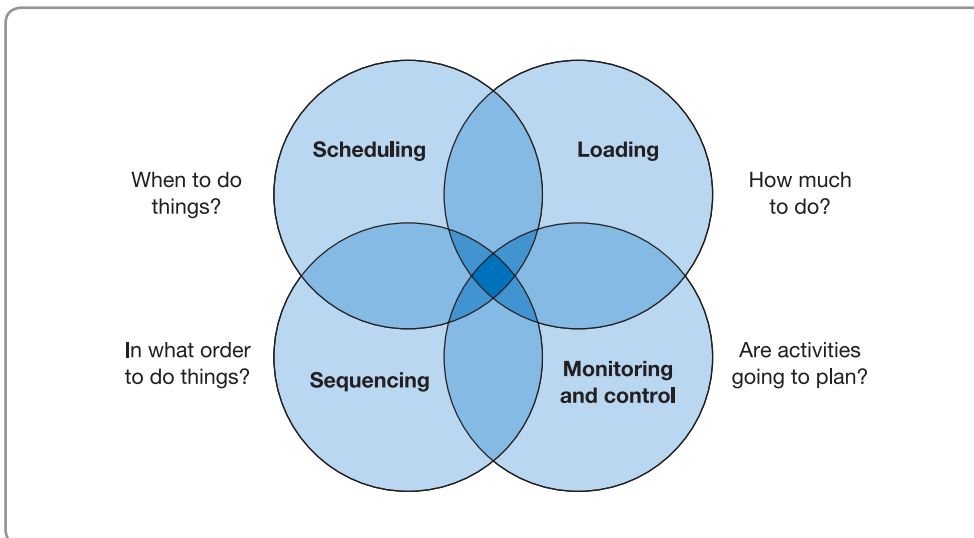 Scheduling
Loading
When to do
things?
How much
to do?
In what order
to do things?
Sequencing
Monitoring
and control
Are activities
going to plan?